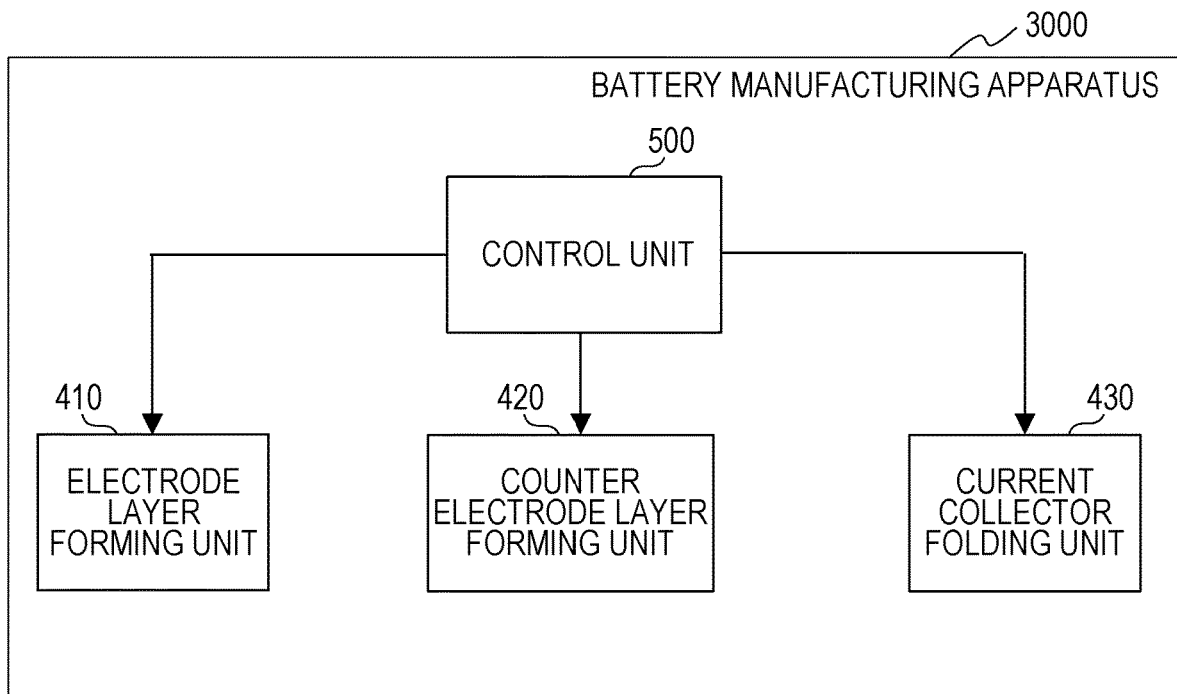 3000
BATTERY MANUFACTURING APPARATUS
500
CONTROL UNIT
410
ELECTRODE
LAYER
FORMING UNIT
420
COUNTER
ELECTRODE LAYER
FORMING UNIT
430
CURRENT
COLLECTOR
FOLDING UNIT